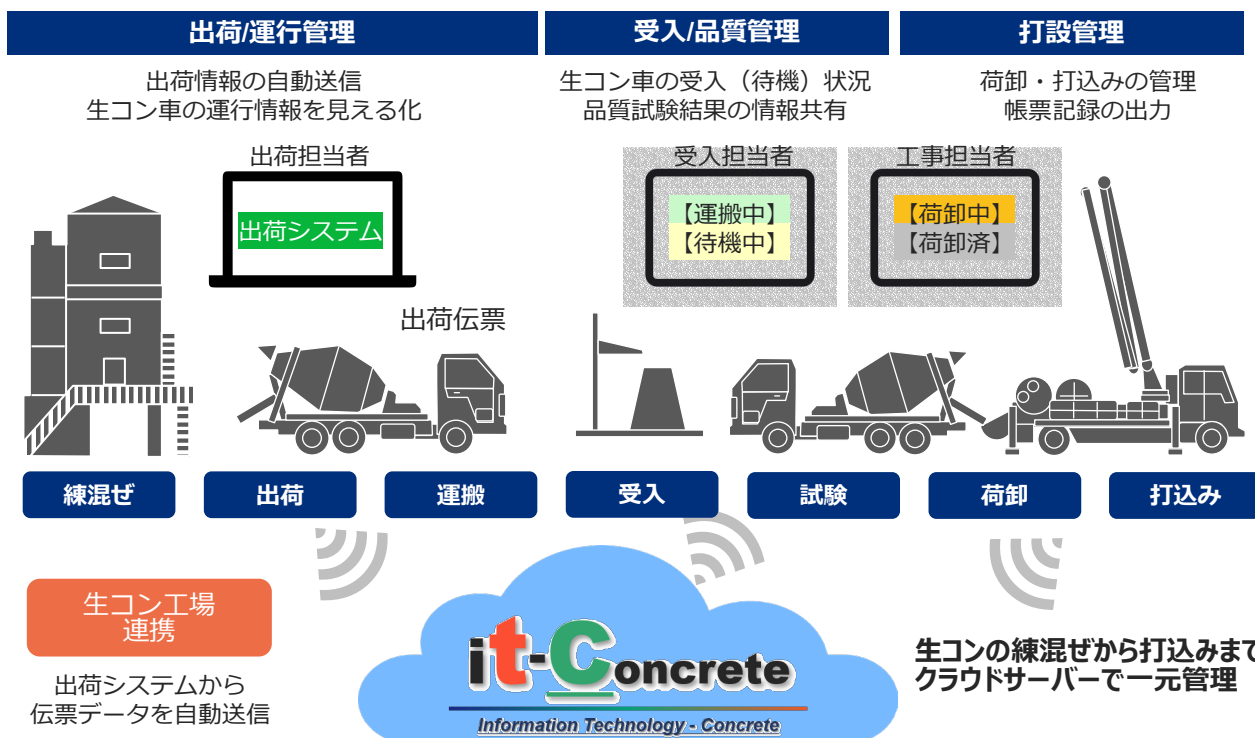 出荷/運行管理
受入/品質管理
打設管理
出荷情報の自動送信
生コン車の運行情報を見える化
生コン車の受入（待機）状況
品質試験結果の情報共有
荷卸・打込みの管理
帳票記録の出力
出荷担当者
受入担当者
工事担当者
出荷システム
【運搬中】
【待機中】
【荷卸中】
【荷卸済】
出荷伝票
練混ぜ
出荷
運搬
受入
試験
荷卸
打込み
生コン工場
連携
出荷システムから
伝票データを自動送信
it-Concrete
Information Technology - Concrete
生コンの練混ぜから打込みまで
クラウドサーバーで一元管理